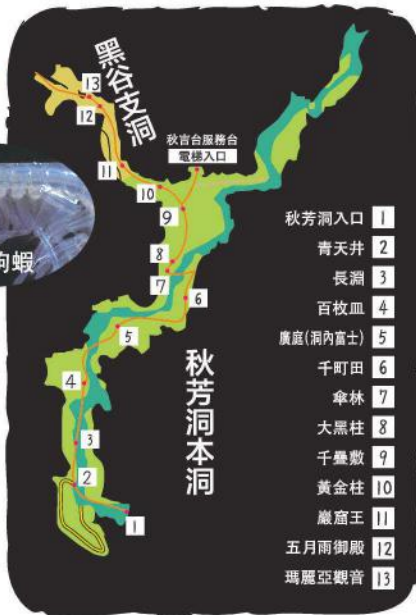 黑谷支洞
13
12
秋吉台服務台
電梯入口
11
10
9
8
7
6
5
4
3
2
1
秋芳洞本洞
鉤蝦
秋芳洞入口 1
青天井 2
長淵 3
百枚皿 4
廣庭(洞內富士) 5
千町田 6
傘林 7
大黑柱 8
千疊敷 9
黃金柱 10
巖窟王 11
五月雨御殿 12
瑪麗亞觀音 13